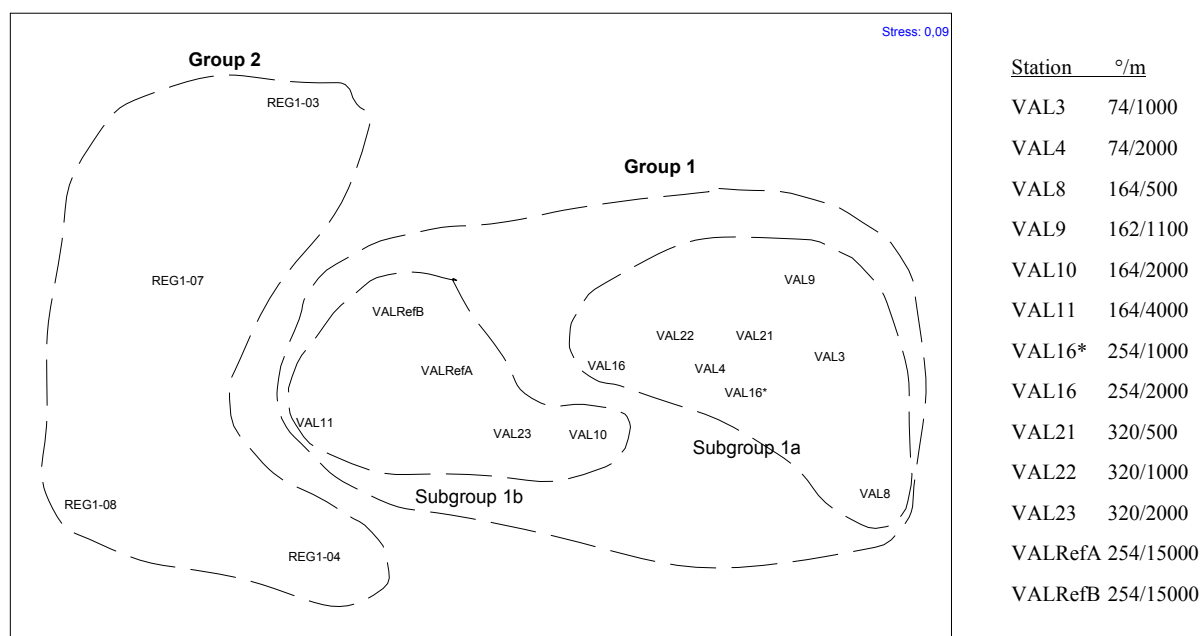 Stress: 0,09
Group 2
REG1-03
Group 1
REG1-07
VAL9
VALRefB
VAL22
VAL21
VAL3
VAL16
VAL4
VALRefA
VAL16*
VAL11
VAL23
VAL10
Subgroup 1a
Subgroup 1b
VAL8
REG1-08
REG1-04
Station °/m
VAL3 74/1000
VAL4 74/2000
VAL8 164/500
VAL9 162/1100
VAL10 164/2000
VAL11 164/4000
VAL16* 254/1000
VAL16 254/2000
VAL21 320/500
VAL22 320/1000
VAL23 320/2000
VALRefA 254/15000
VALRefB 254/15000